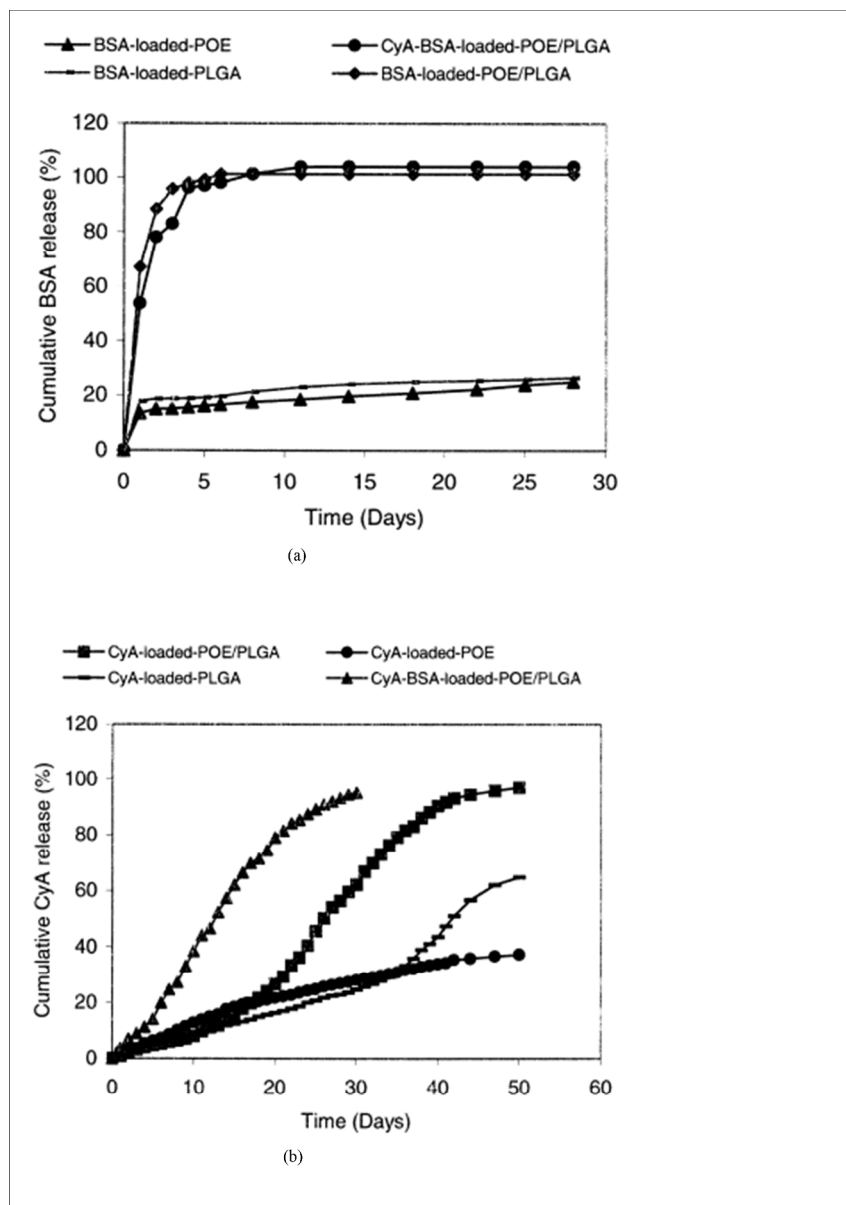 BSA-loaded-POE CyA-BSA-loaded-POE/PLGA
BSA-loaded-PLGA BSA-loaded-POE/PLGA
120
100
80
60
40
20
0
Cumulative BSA release (%)
0 5 10 15 20 25 30
Time (Days)
(a)
CyA-loaded-POE/PLGA CyA-loaded-POE
CyA-loaded-PLGA CyA-BSA-loaded-POE/PLGA
120
100
80
60
40
20
0
Cumulative CyA release (%)
0 10 20 30 40 50 60
Time (Days)
(b)